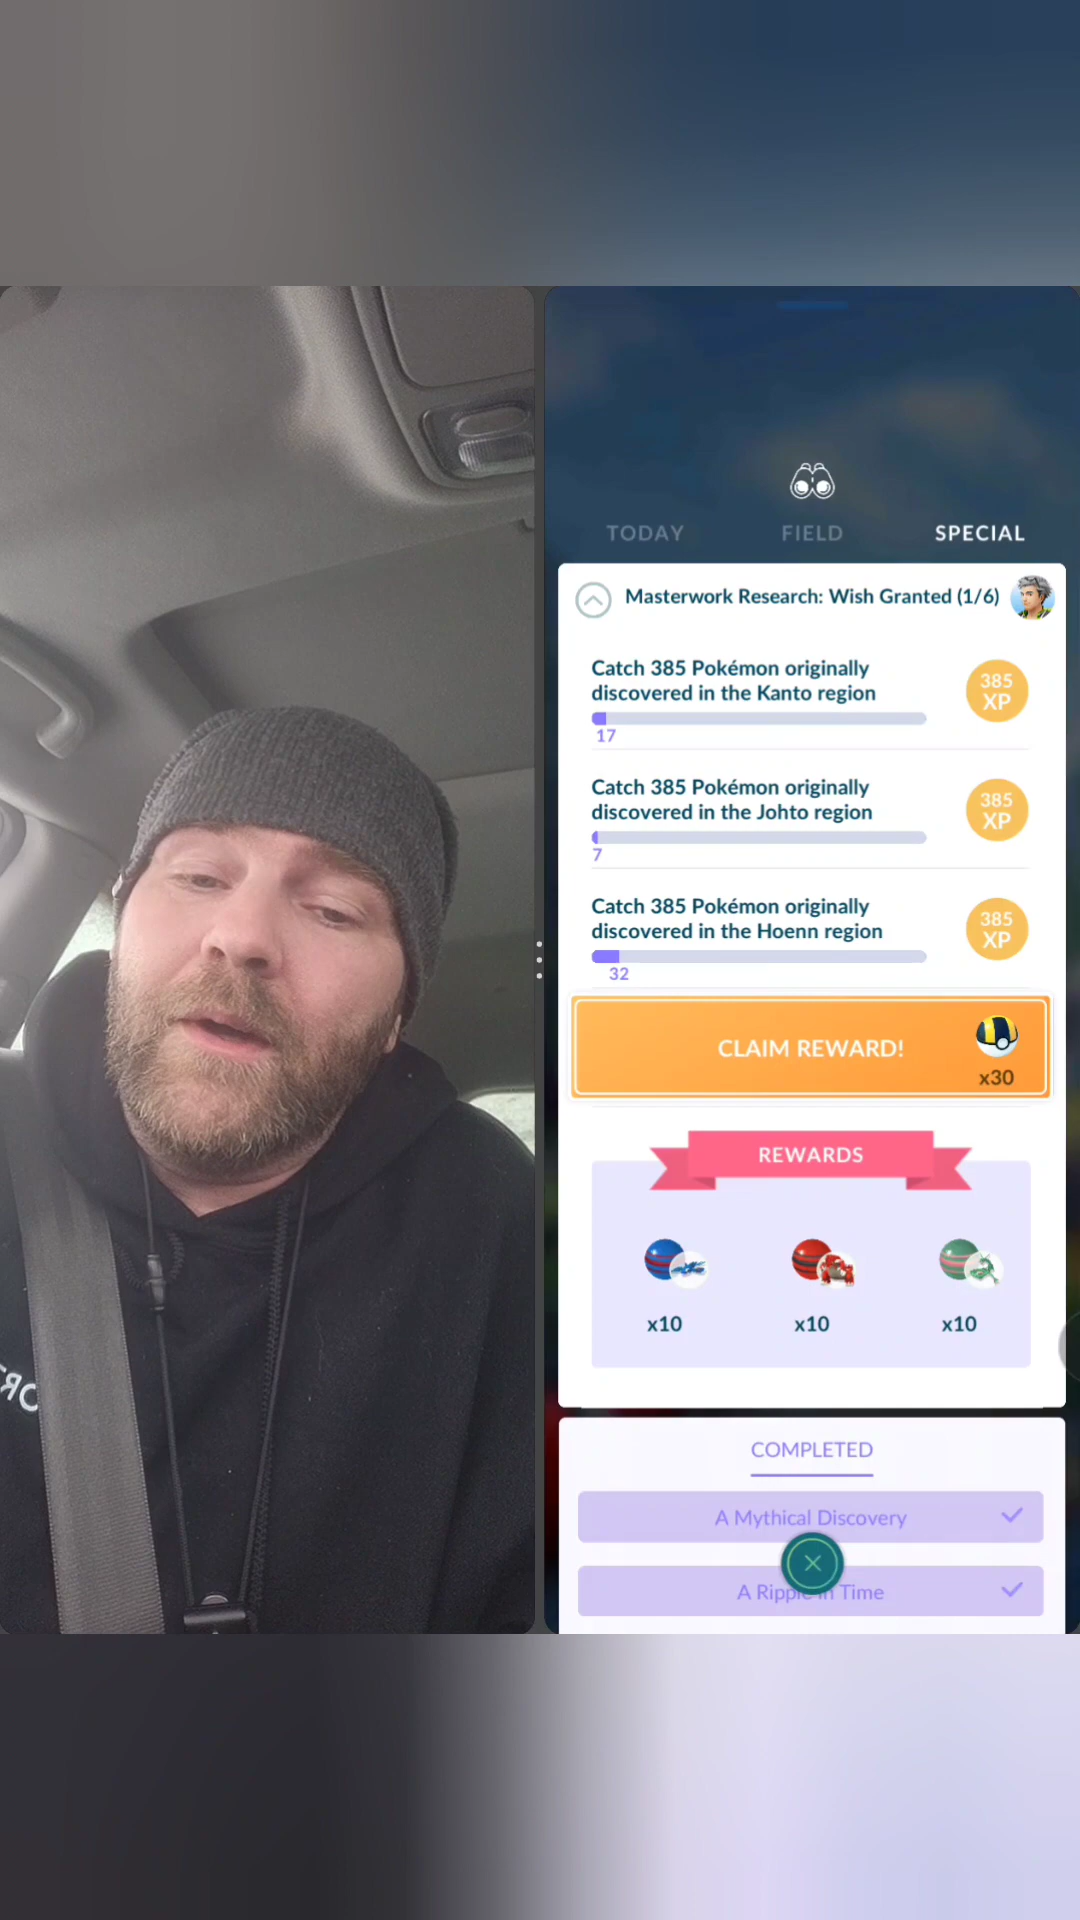 TODAY
FIELD
SPECIAL
Masterwork Research: Wish Granted (1/6)
Catch 385 Pokémon originally
discovered in the Kanto region
385
XP
17
Catch 385 Pokémon originally
discovered in the Johto region
385
XP
7
Catch 385 Pokémon originally
discovered in the Hoenn region
385
XP
32
CLAIM REWARD!
x30
REWARDS
x10
x10
x10
COMPLETED
A Mythical Discovery
A Ripple in Time